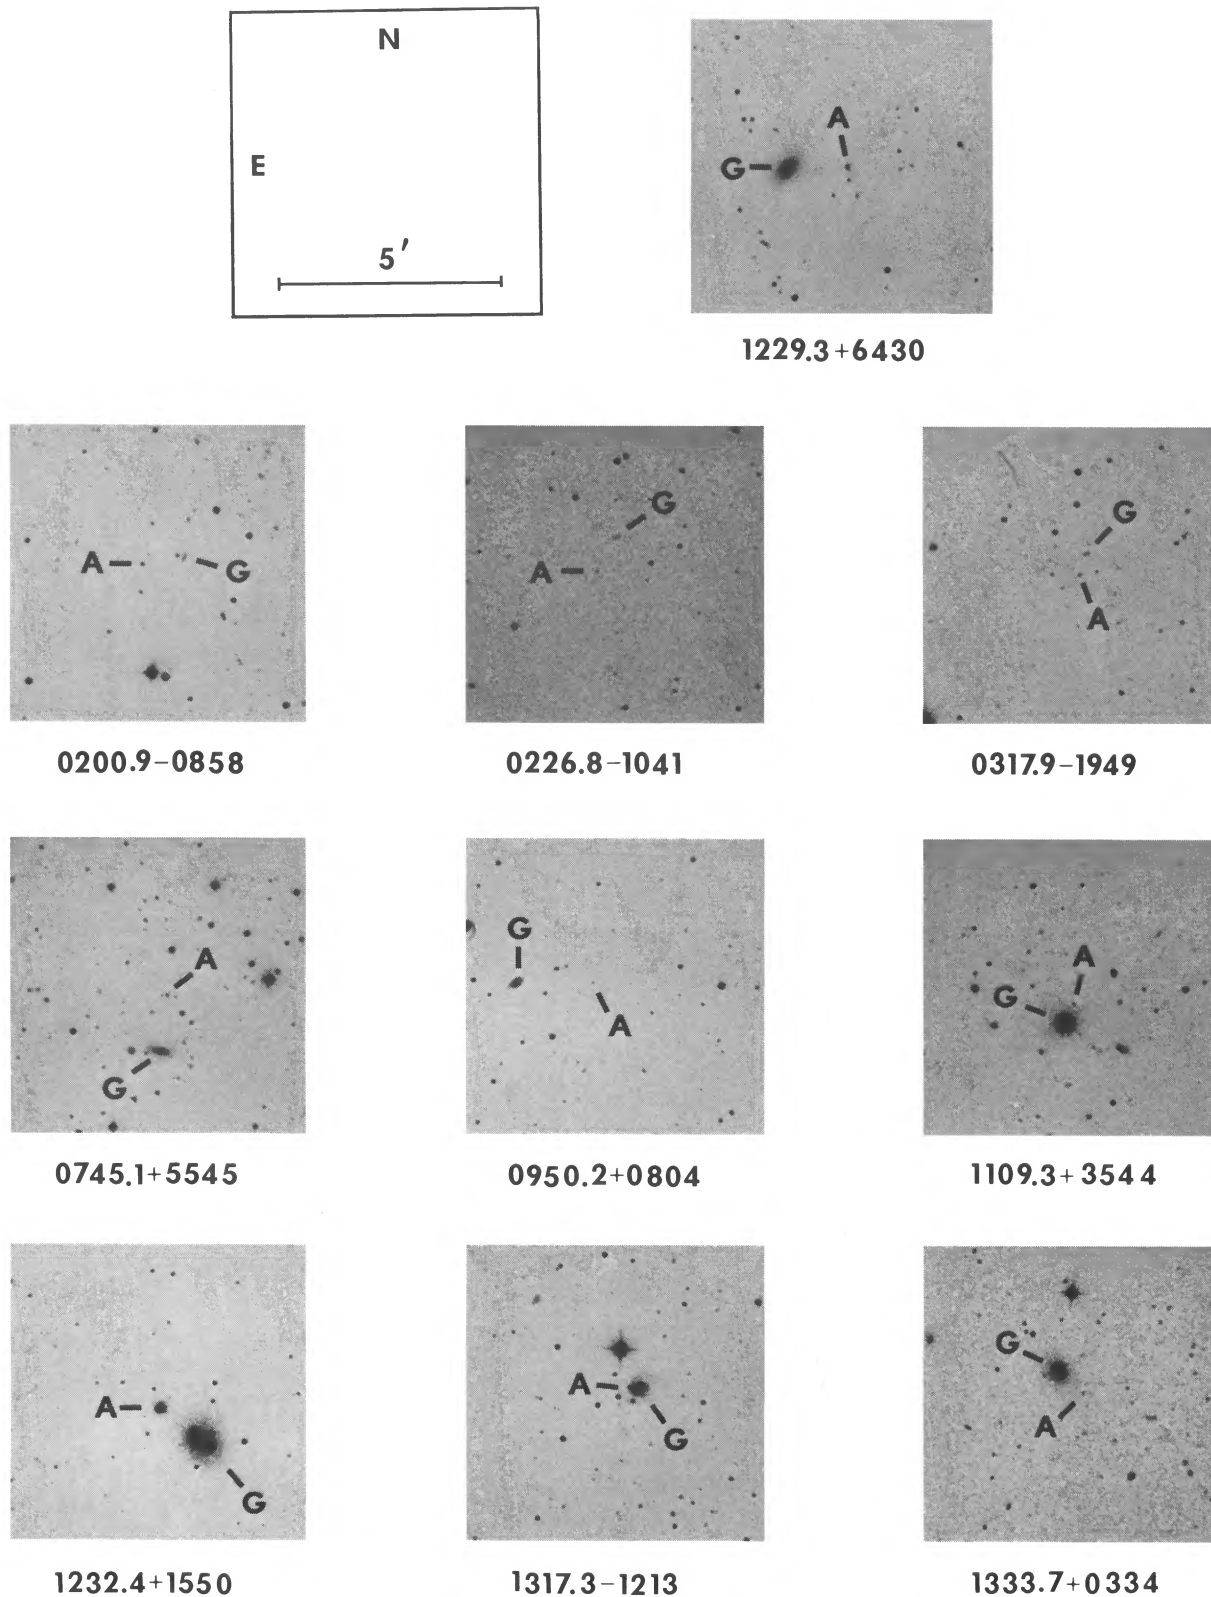 N
E
5′
A
G
1229.3+6430
A
G
G
A
G
A
0200.9-0858
0226.8-1041
0317.9-1949
A
G
G
A
A
G
0745.1+5545
0950.2+0804
1109.3+3544
A
G
A
G
G
A
1232.4+1550
1317.3-1213
1333.7+0334